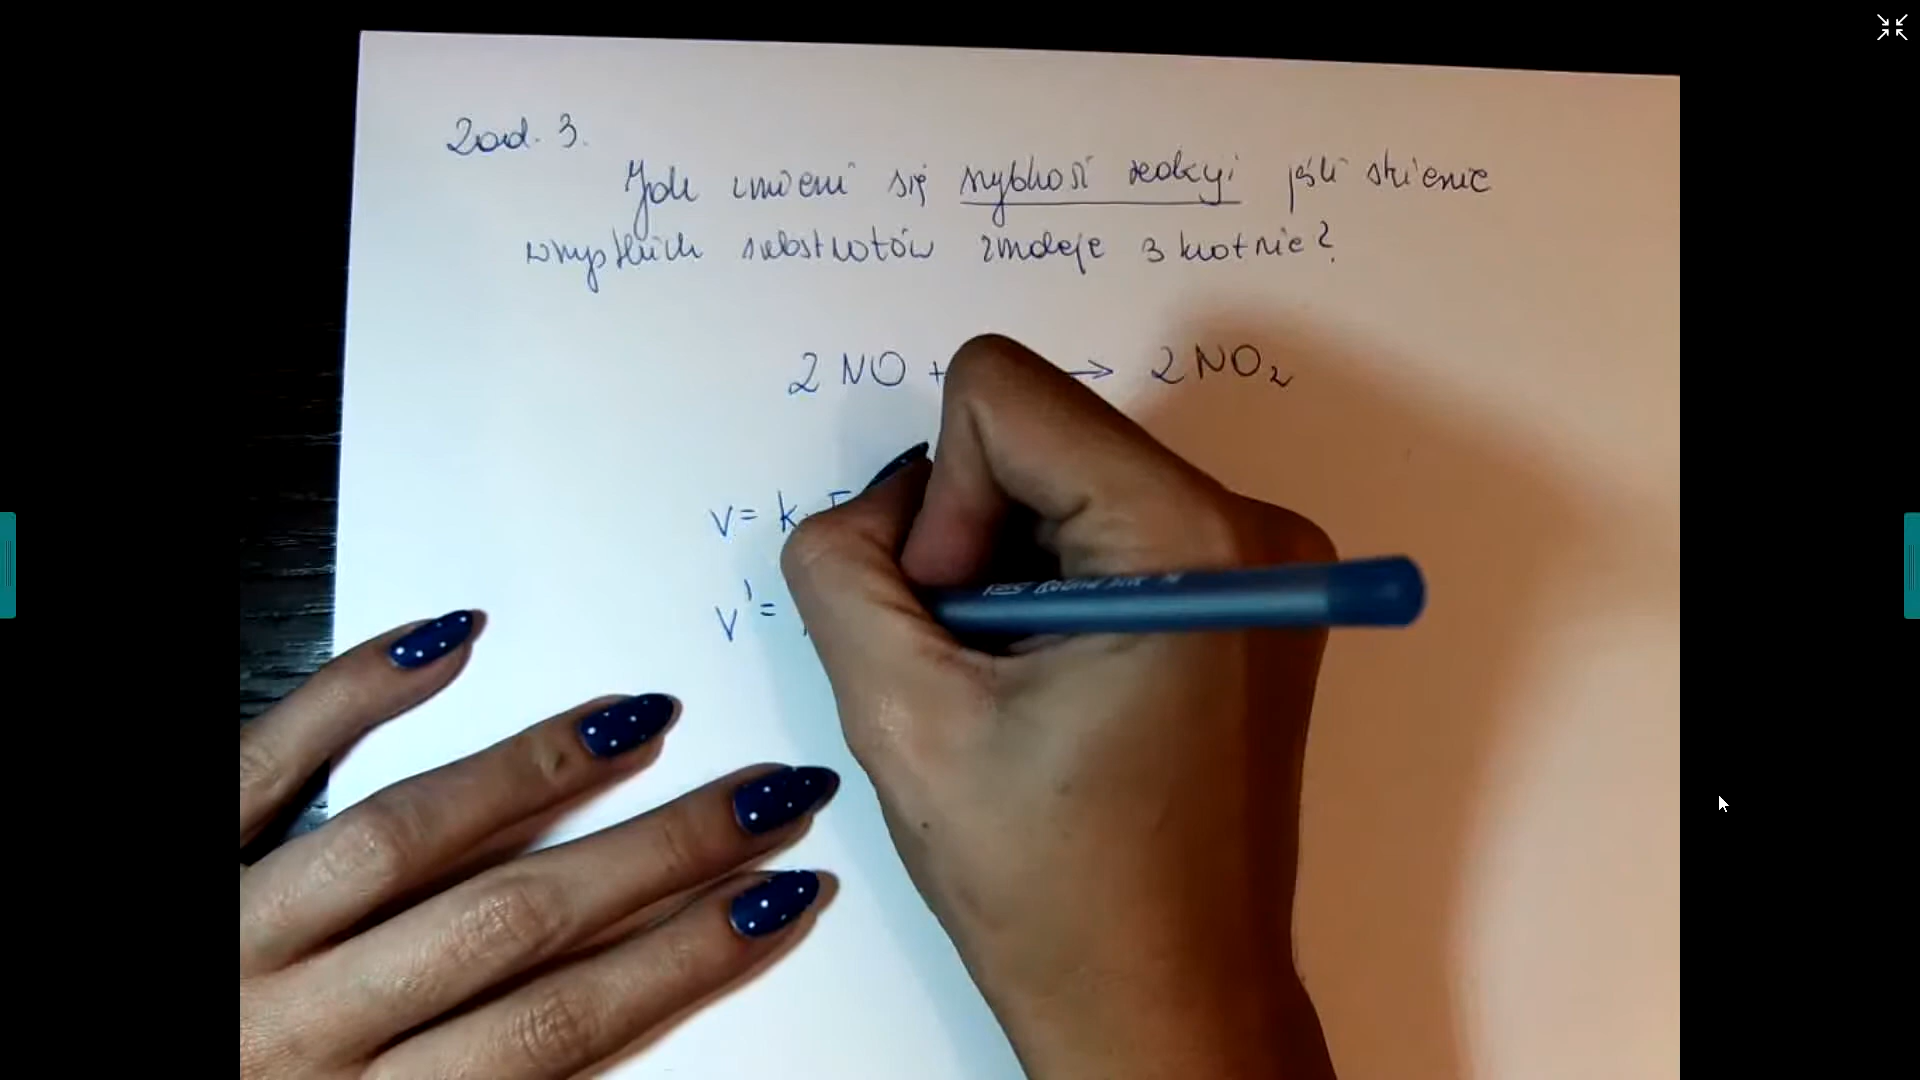 Zad. 3.
Jak zmieni się szybkość reakcji jeśli stężenie
wszystkich substratów zmaleje 3 krotnie?
2 NO + → 2 NO₂
v = k ·
v' =